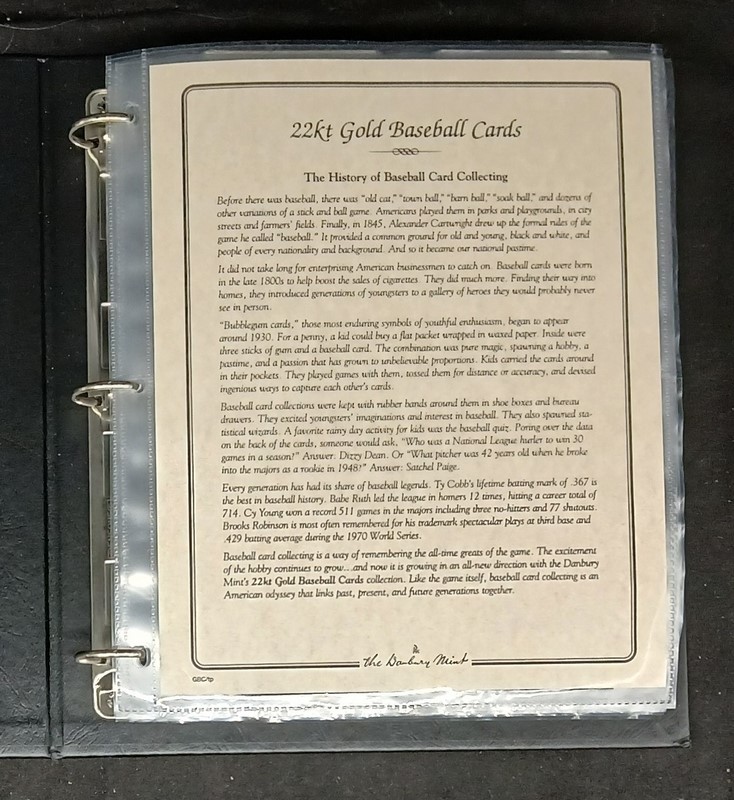 22kt Gold Baseball Cards
The History of Baseball Card Collecting
Before there was baseball, there was "old cat," "town ball," "barn ball," "soak ball," and dozens of
other variations of a stick and ball game. Americans played them in parks and playgrounds, in city
streets and farmers' fields. Finally, in 1845, Alexander Cartwright drew up the formal rules of the
game he called "baseball." It provided a common ground for old and young, black and white, and
people of every nationality and background. And so it became our national pastime.
It did not take long for enterprising American businessmen to catch on. Baseball cards were born
in the late 1800s to help boost the sales of cigarettes. They did much more. Finding their way into
homes, they introduced generations of youngsters to a gallery of heroes they would probably never
see in person.
"Bubblegum cards," those most enduring symbols of youthful enthusiasm, began to appear
around 1930. For a penny, a kid could buy a flat packet wrapped in waxed paper. Inside were
three sticks of gum and a baseball card. The combination was pure magic, spawning a hobby, a
pastime, and a passion that has grown to unbelievable proportions. Kids carried the cards around
in their pockets. They played games with them, tossed them for distance or accuracy, and devised
ingenious ways to capture each other's cards.
Baseball card collections were kept with rubber bands around them in shoe boxes and bureau
drawers. They excited youngsters' imaginations and interest in baseball. They also spawned sta-
tistical wizards. A favorite rainy day activity for kids was the baseball quiz. Poring over the data
on the back of the cards, someone would ask, "Who was a National League hurler to win 30
games in a season?" Answer: Dizzy Dean. Or "What pitcher was 42 years old when he broke
into the majors as a rookie in 1948?" Answer: Satchel Paige.
Every generation has had its share of baseball legends. Ty Cobb's lifetime batting mark of .367 is
the best in baseball history. Babe Ruth led the league in homers 12 times, hitting a career total of
714. Cy Young won a record 511 games in the majors including three no-hitters and 77 shutouts.
Brooks Robinson is most often remembered for his trademark spectacular plays at third base and
.429 batting average during the 1970 World Series.
Baseball card collecting is a way of remembering the all-time greats of the game. The excitement
of the hobby continues to grow...and now it is growing in an all-new direction with the Danbury
Mint's 22kt Gold Baseball Cards collection. Like the game itself, baseball card collecting is an
American odyssey that links past, present, and future generations together.
The Danbury Mint